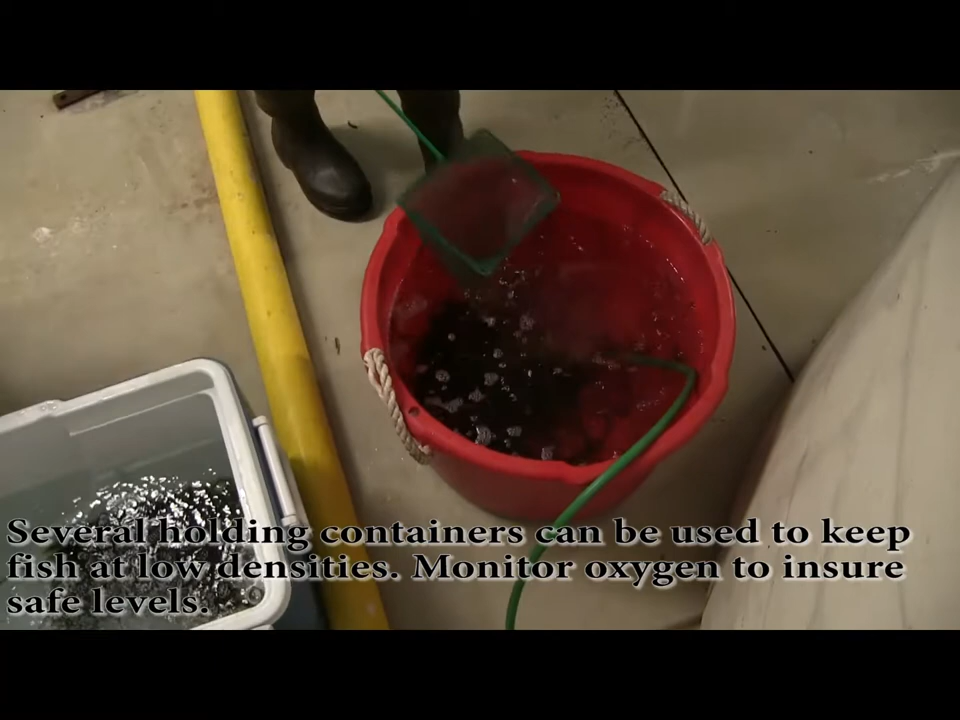 Several holding containers can be used to keep
fish at low densities. Monitor oxygen to insure
safe levels.